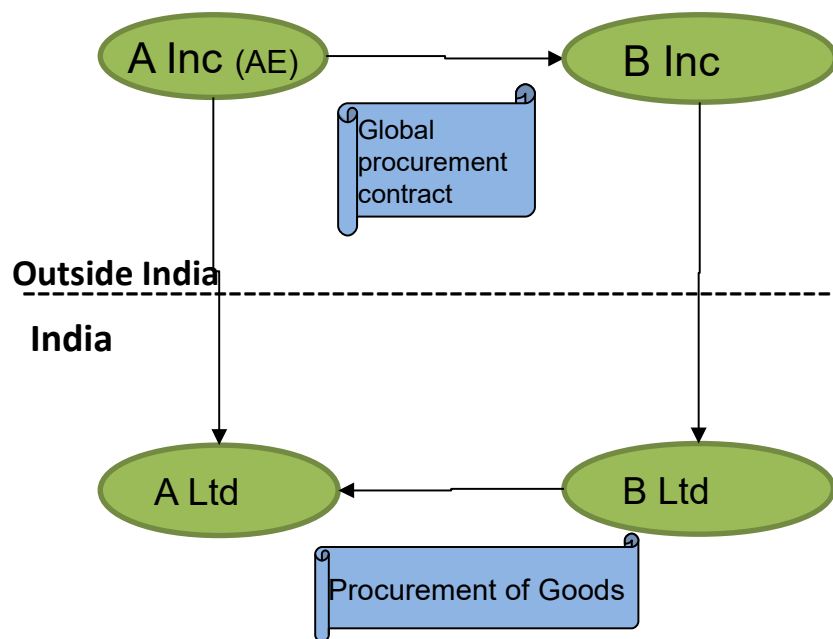 A Inc (AE)
B Inc
Global
procurement
contract
Outside India
India
A Ltd
B Ltd
Procurement of Goods